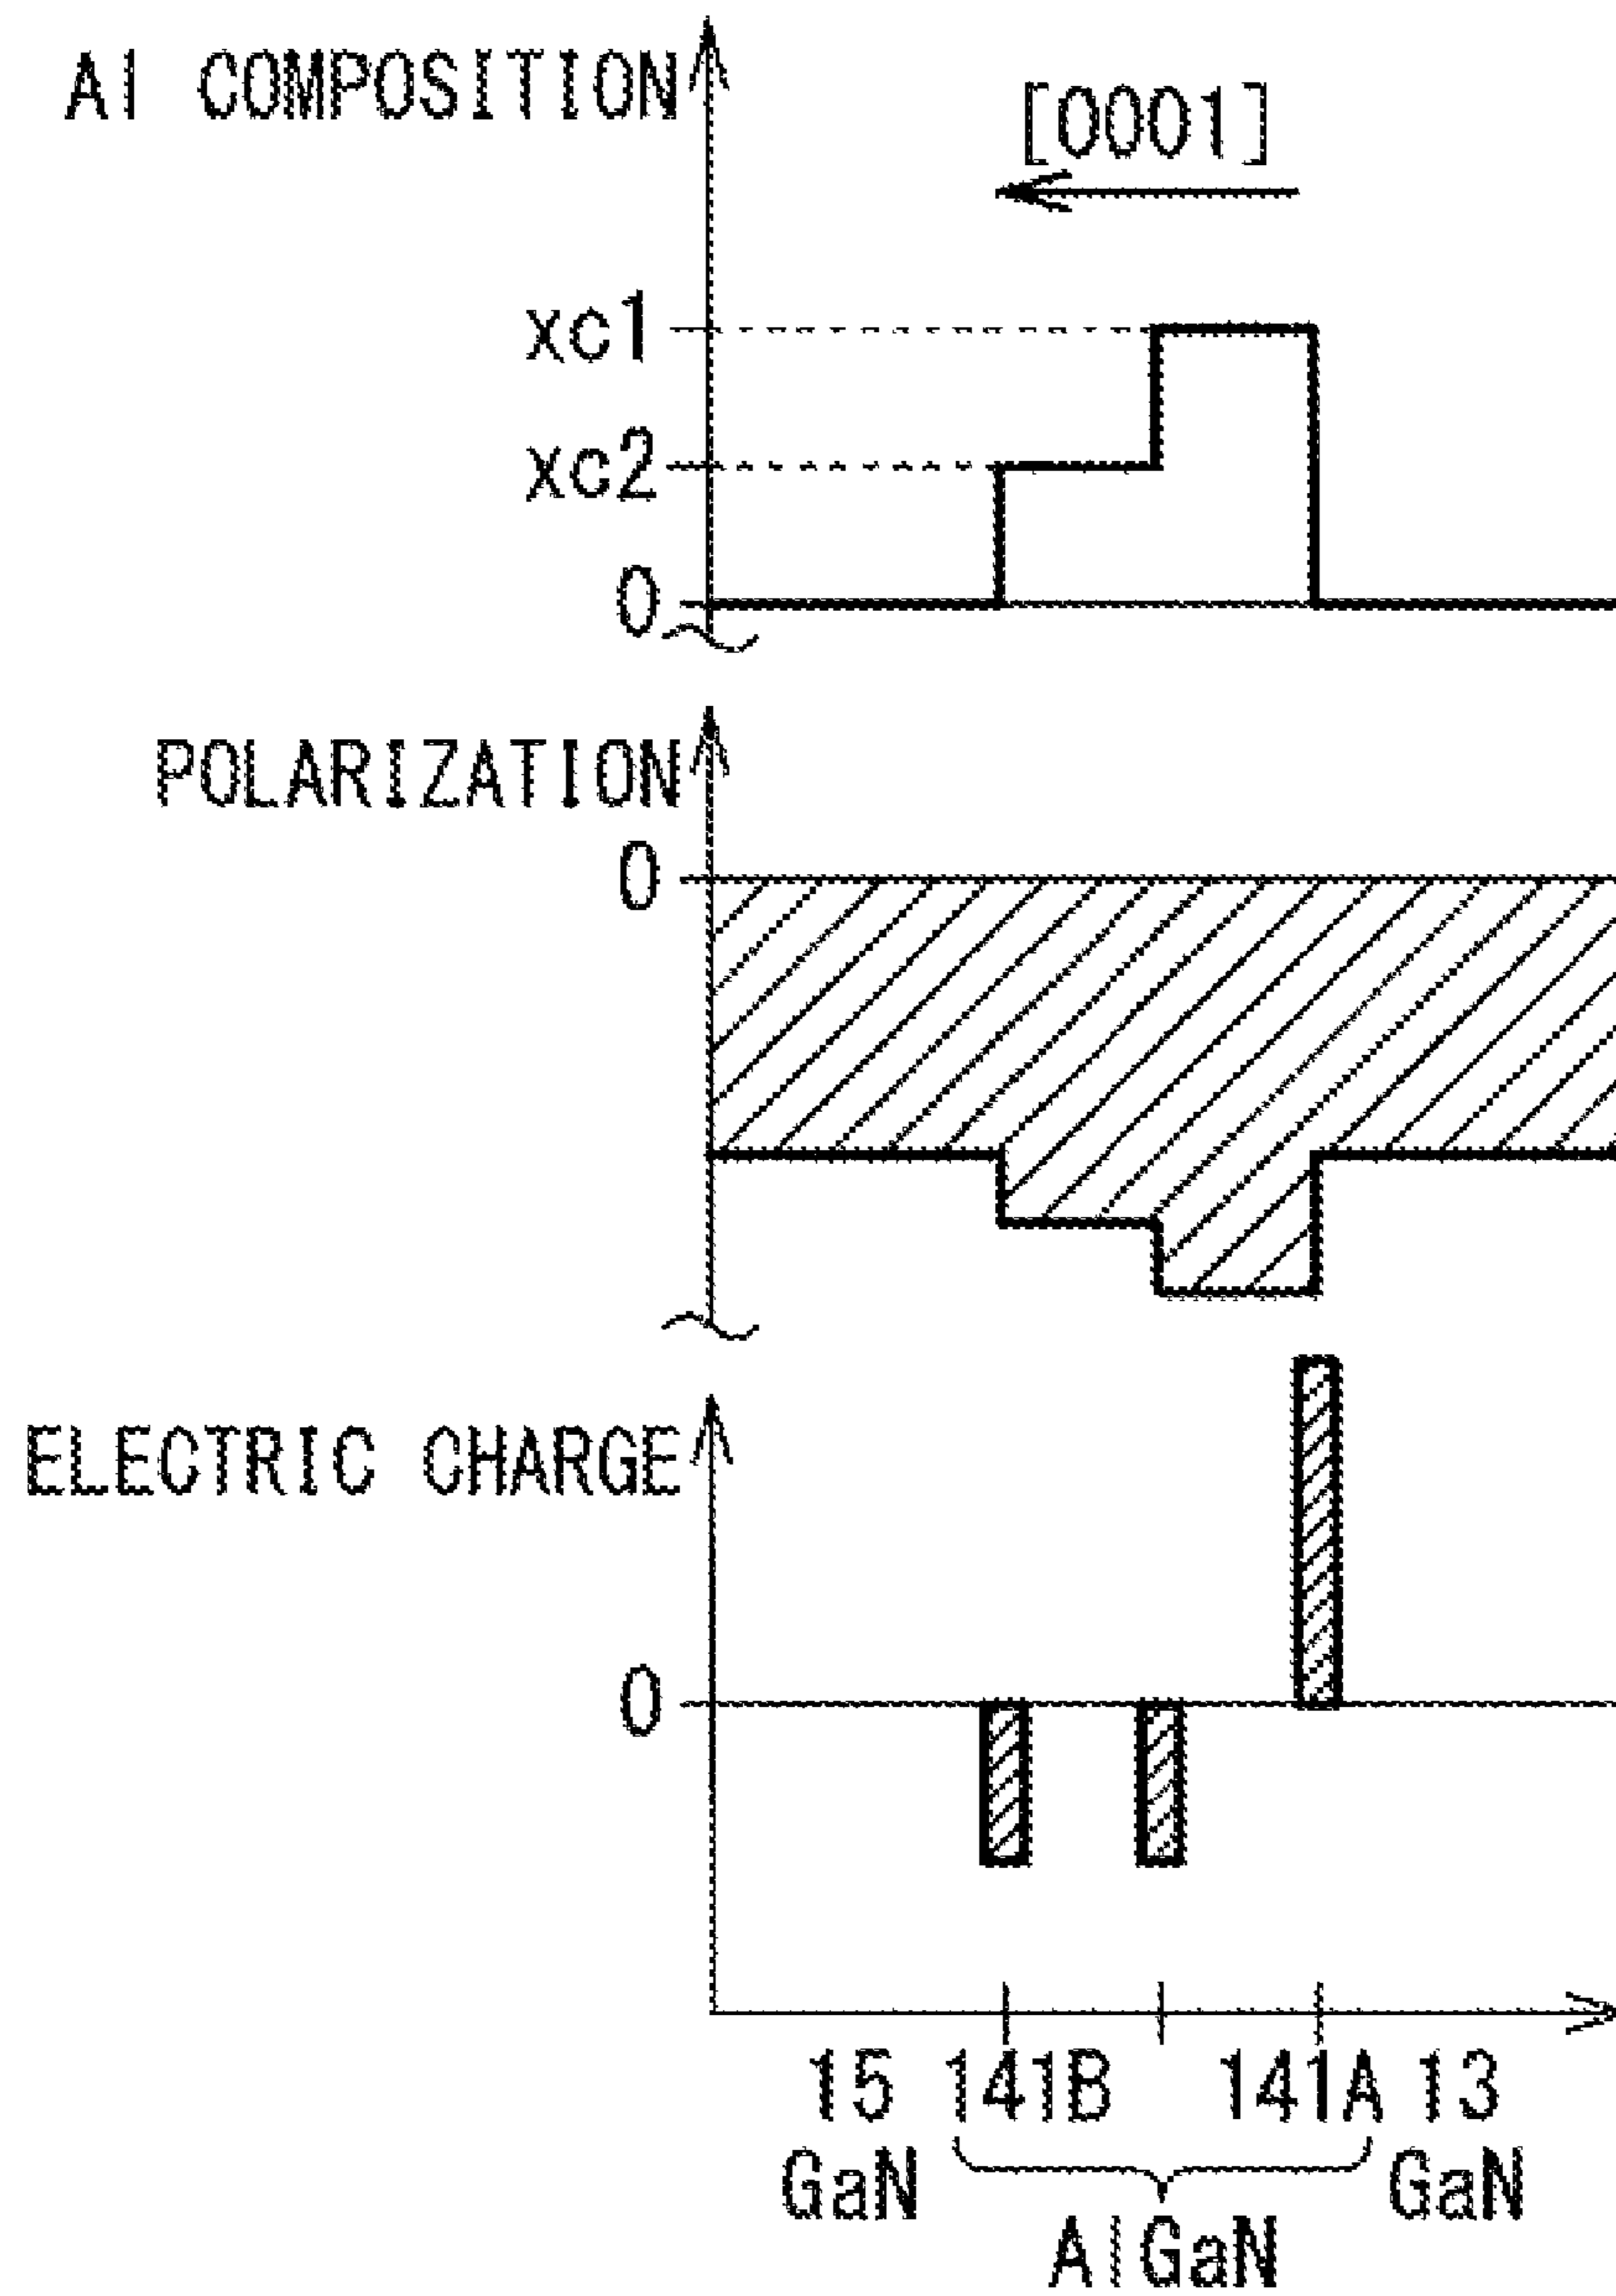 Al COMPOSITION
[0001]
xc1
xc2
0
POLARIZATION
0
ELECTRIC CHARGE
0
15 141B 141A 13
GaN GaN
AlGaN